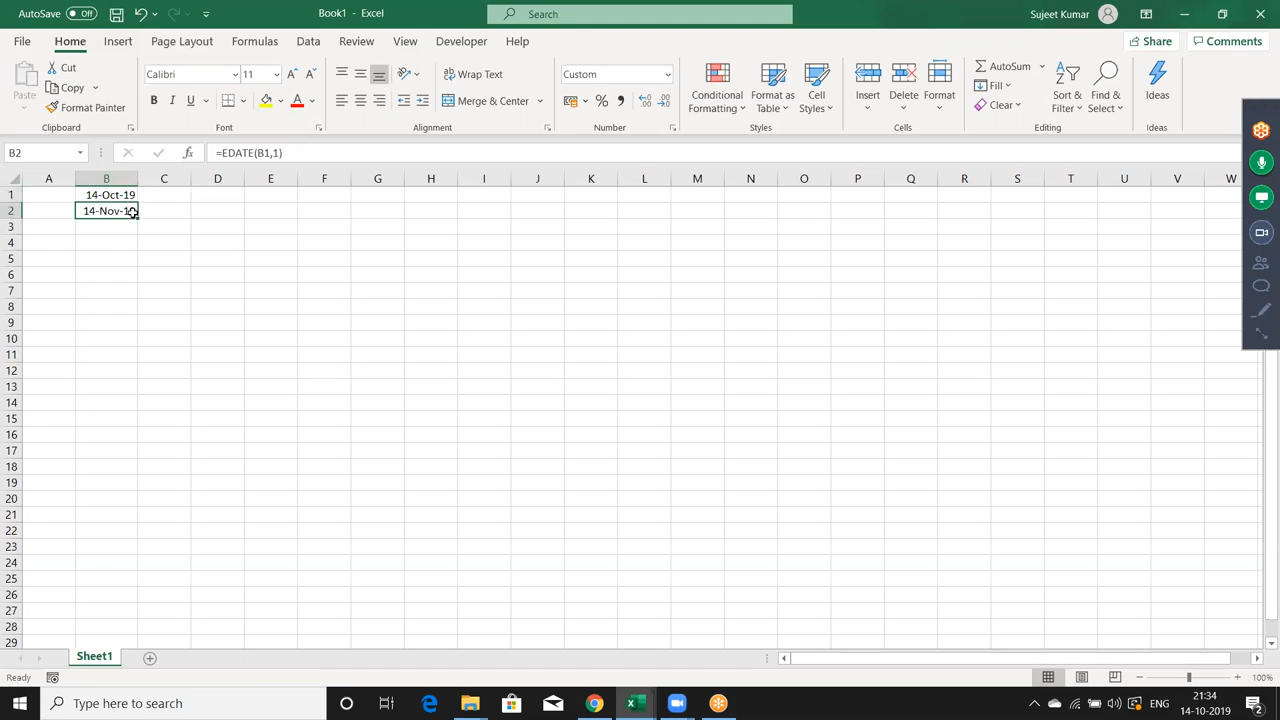 AutoSave Off Book1 - Excel Search Sujeet Kumar
File Home Insert Page Layout Formulas Data Review View Developer Help Share Comments
Paste Cut Copy Format Painter Clipboard
Calibri 11 A A B I U A Font
Wrap Text Merge & Center Alignment
Custom % , Number
Conditional Formatting Format as Table Cell Styles Styles
Insert Delete Format Cells
AutoSum Fill Clear Sort & Filter Find & Select Editing
Ideas Ideas
B2 fx =EDATE(B1,1)
A B C D E F G H I J K L M N O P Q R S T U V W
1 14-Oct-19
2 14-Nov-
3
4
5
6
7
8
9
10
11
12
13
14
15
16
17
18
19
20
21
22
23
24
25
26
27
28
29
Sheet1
Ready 100%
Type here to search ENG 21:34
14-10-2019 2